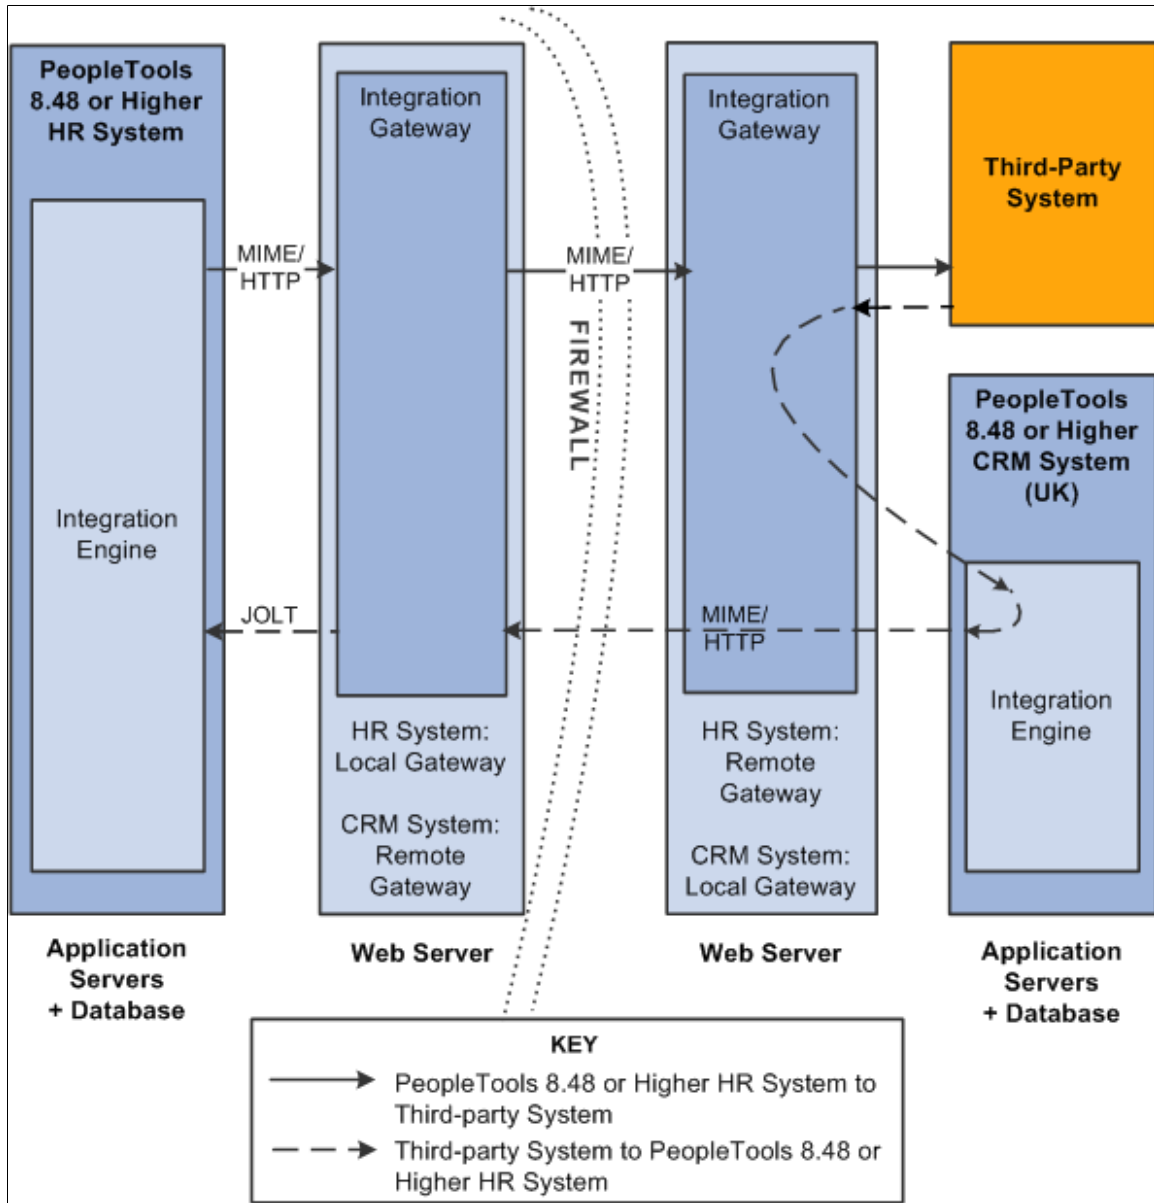 PeopleTools
8.48 or Higher
HR System
Integration
Engine
MIME/
HTTP
JOLT
Integration
Gateway
HR System:
Local Gateway
CRM System:
Remote
Gateway
MIME/
HTTP
FIREWALL
Integration
Gateway
MIME/
HTTP
HR System:
Remote
Gateway
CRM System:
Local Gateway
Third-Party
System
PeopleTools
8.48 or Higher
CRM System
(UK)
Integration
Engine
Application
Servers
+ Database
Web Server
Web Server
Application
Servers
+ Database
KEY
PeopleTools 8.48 or Higher HR System to
Third-party System
Third-party System to PeopleTools 8.48 or
Higher HR System